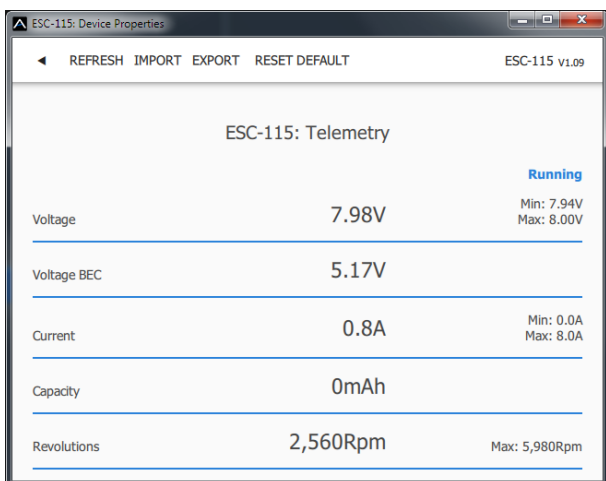 ESC-115: Device Properties
REFRESH IMPORT EXPORT RESET DEFAULT ESC-115 V1.09
ESC-115: Telemetry
Running
Voltage 7.98V Min: 7.94V
Max: 8.00V
Voltage BEC 5.17V
Current 0.8A Min: 0.0A
Max: 8.0A
Capacity 0mAh
Revolutions 2,560Rpm Max: 5,980Rpm